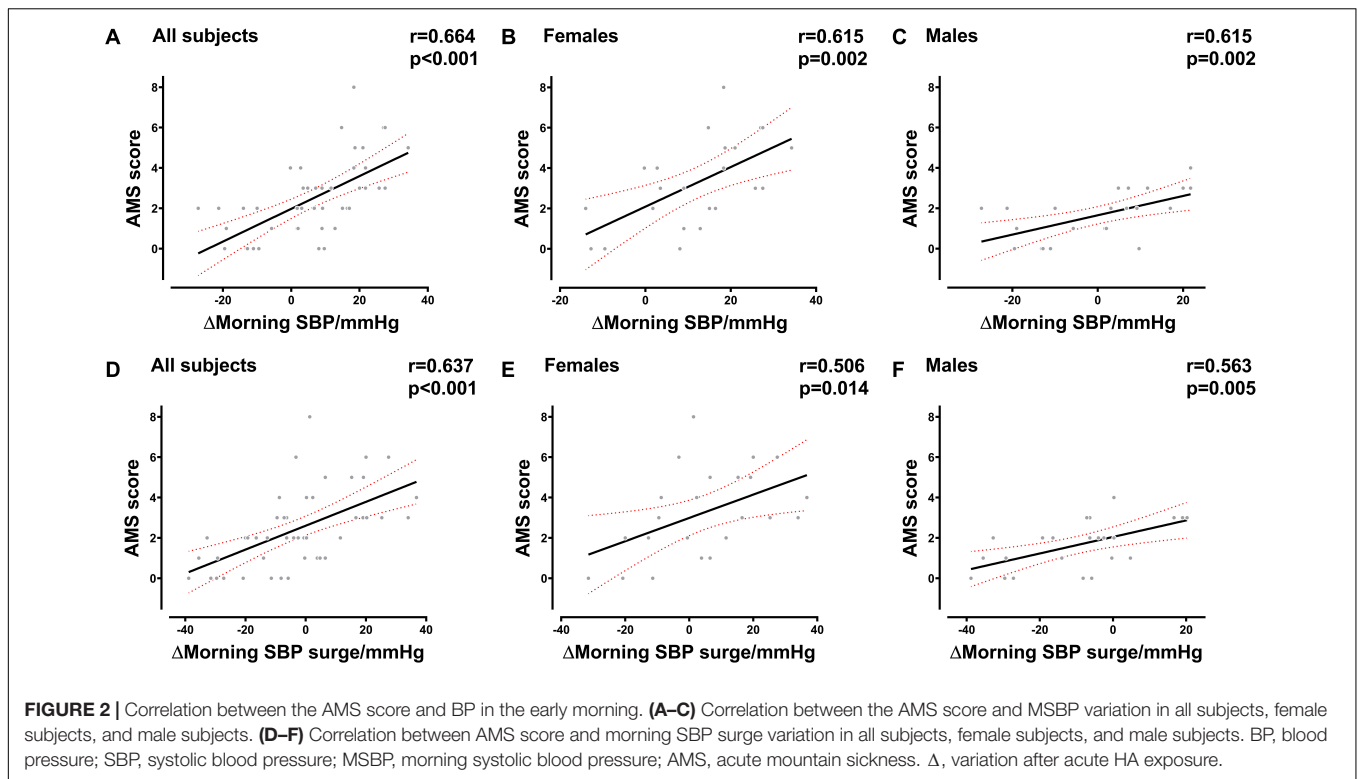 A All subjects r=0.664
p<0.001
AMS score
8
6
4
2
0
-20 0 20 40
ΔMorning SBP/mmHg
B Females r=0.615
p=0.002
AMS score
8
6
4
2
0
-20 0 20 40
ΔMorning SBP/mmHg
C Males r=0.615
p=0.002
AMS score
8
6
4
2
0
-20 0 20
ΔMorning SBP/mmHg
D All subjects r=0.637
p<0.001
AMS score
8
6
4
2
0
-40 -20 0 20 40
ΔMorning SBP surge/mmHg
E Females r=0.506
p=0.014
AMS score
8
6
4
2
0
-40 -20 0 20 40
ΔMorning SBP surge/mmHg
F Males r=0.563
p=0.005
AMS score
8
6
4
2
0
-40 -20 0 20
ΔMorning SBP surge/mmHg
FIGURE 2 | Correlation between the AMS score and BP in the early morning. (A–C) Correlation between the AMS score and MSBP variation in all subjects, female
subjects, and male subjects. (D–F) Correlation between AMS score and morning SBP surge variation in all subjects, female subjects, and male subjects. BP, blood
pressure; SBP, systolic blood pressure; MSBP, morning systolic blood pressure; AMS, acute mountain sickness. Δ, variation after acute HA exposure.